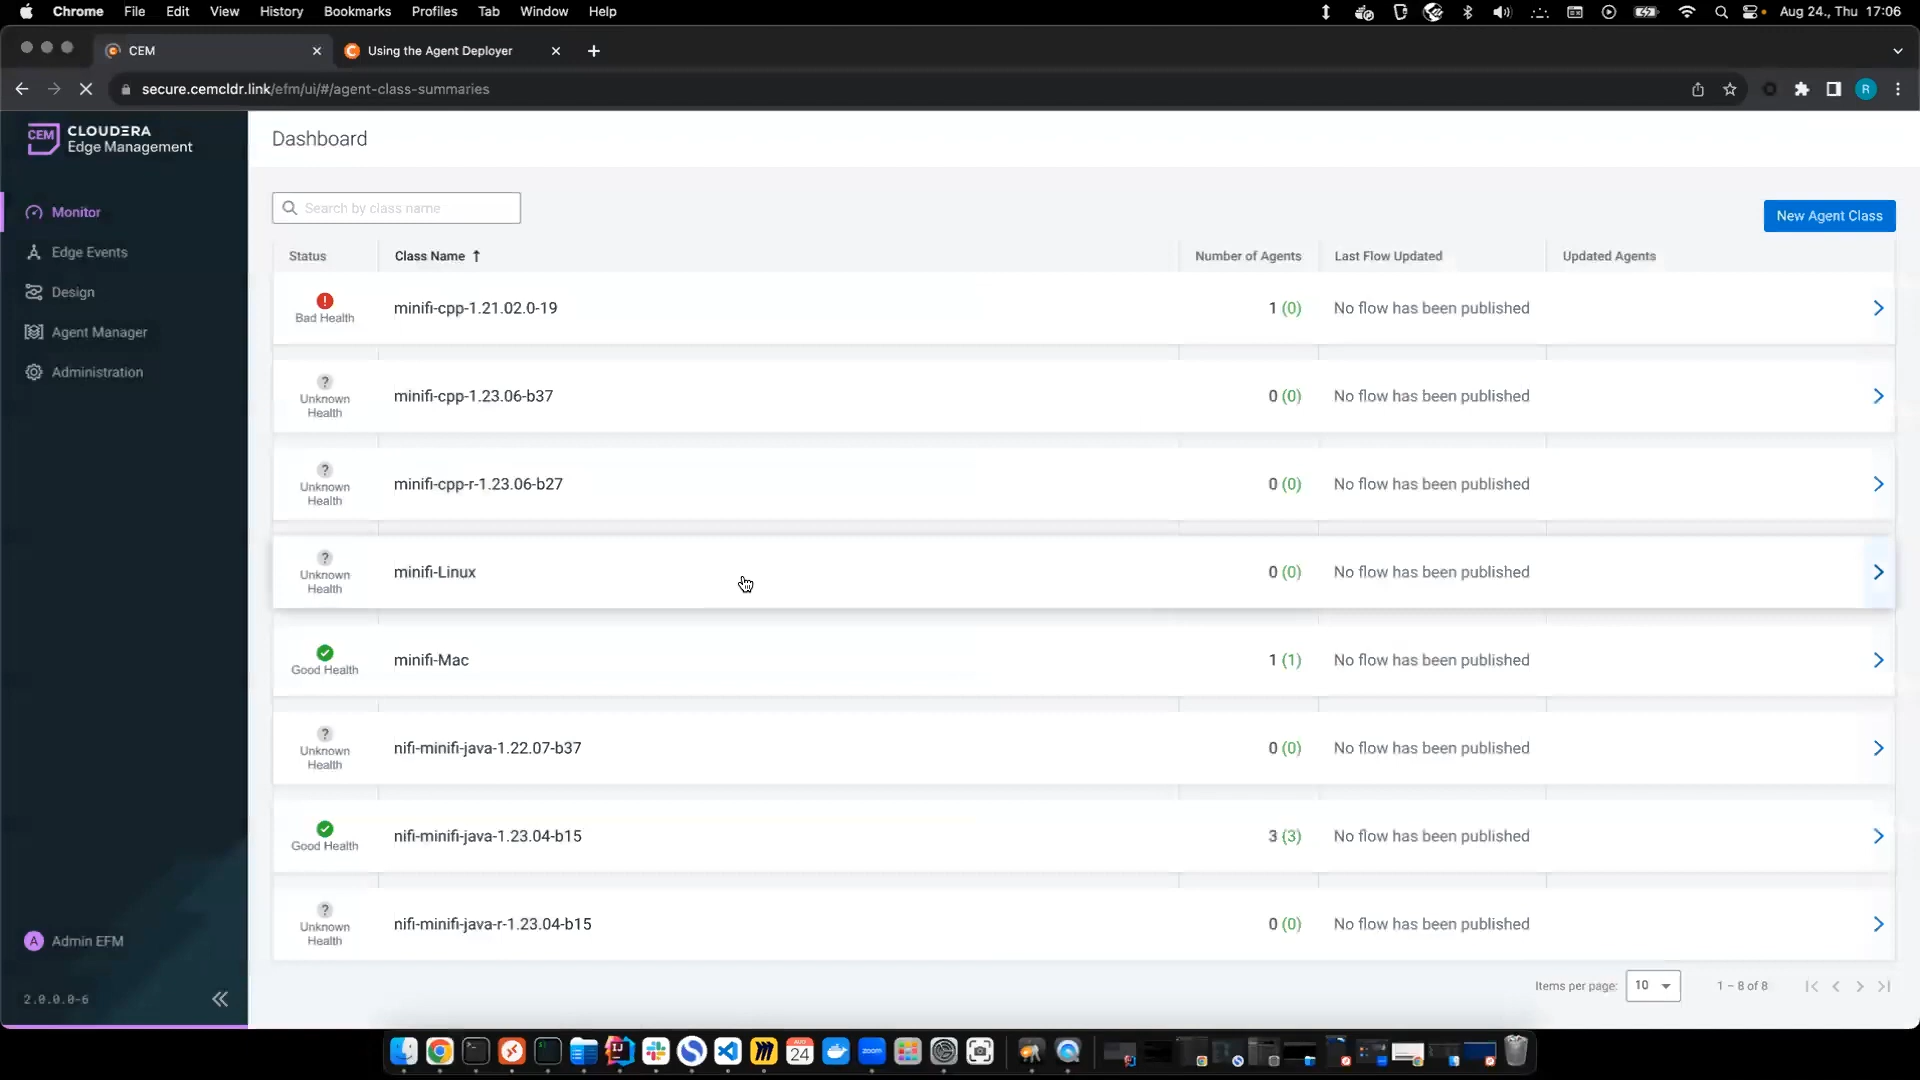 Chrome File Edit View History Bookmarks Profiles Tab Window Help Aug 24., Thu 17:06
CEM Using the Agent Deployer
secure.cemcldr.link/efm/ui/#/agent-class-summaries R
CEM CLOUDERA
Edge Management
Dashboard
Monitor
Edge Events
Design
Agent Manager
Administration
Search by class name
New Agent Class
Status Class Name Number of Agents Last Flow Updated Updated Agents
Bad Health minifi-cpp-1.21.02.0-19 1 (0) No flow has been published
Unknown
Health minifi-cpp-1.23.06-b37 0 (0) No flow has been published
Unknown
Health minifi-cpp-r-1.23.06-b27 0 (0) No flow has been published
Unknown
Health minifi-Linux 0 (0) No flow has been published
Good Health minifi-Mac 1 (1) No flow has been published
Unknown
Health nifi-minifi-java-1.22.07-b37 0 (0) No flow has been published
Good Health nifi-minifi-java-1.23.04-b15 3 (3) No flow has been published
Unknown
Health nifi-minifi-java-r-1.23.04-b15 0 (0) No flow has been published
A Admin EFM
Items per page: 10 1 – 8 of 8
2.0.0.0-6
AUG
24
zoom